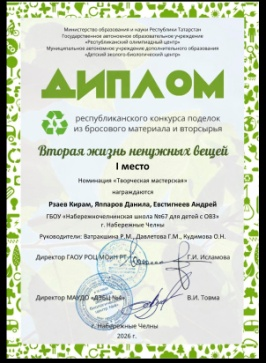 Министерство образования и науки Республики Татарстан
Государственное автономное образовательное учреждение
«Республиканский олимпиадный центр»
Муниципальное автономное учреждение дополнительного образования
«Детский эколого-биологический центр»
ДИПЛОМ
республиканского конкурса поделок
из бросового материала и вторсырья
Вторая жизнь ненужных вещей
I место
Номинация «Творческая мастерская»
награждаются
Рзаев Кирам, Яппаров Данила, Евстигнеев Андрей
ГБОУ «Набережночелнинская школа №67 для детей с ОВЗ»
г. Набережные Челны
Руководители: Ватракшина Р.М., Давлетова Г.М., Кудимова О.Н.
Директор ГАОУ РОЦ МОиН РТ Г.И. Исламова
Директор МАУДО «ДЭБЦ №4» В.И. Товма
г. Набережные Челны
2026 г.